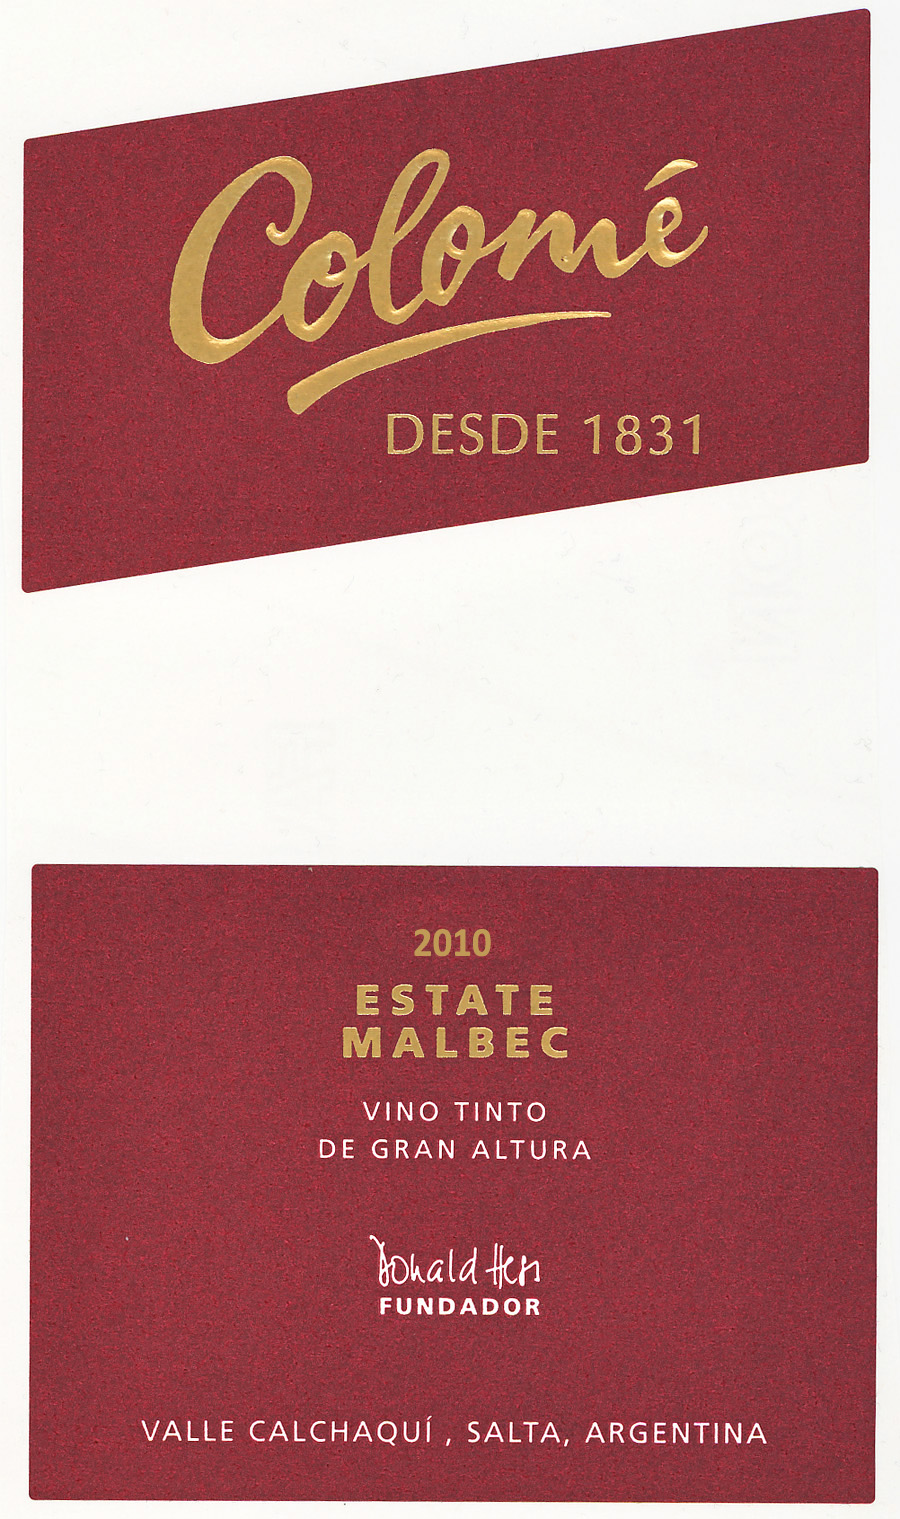 Colomé
DESDE 1831
2010
ESTATE
MALBEC
VINO TINTO
DE GRAN ALTURA
Donald Hess
FUNDADOR
VALLE CALCHAQUÍ , SALTA, ARGENTINA